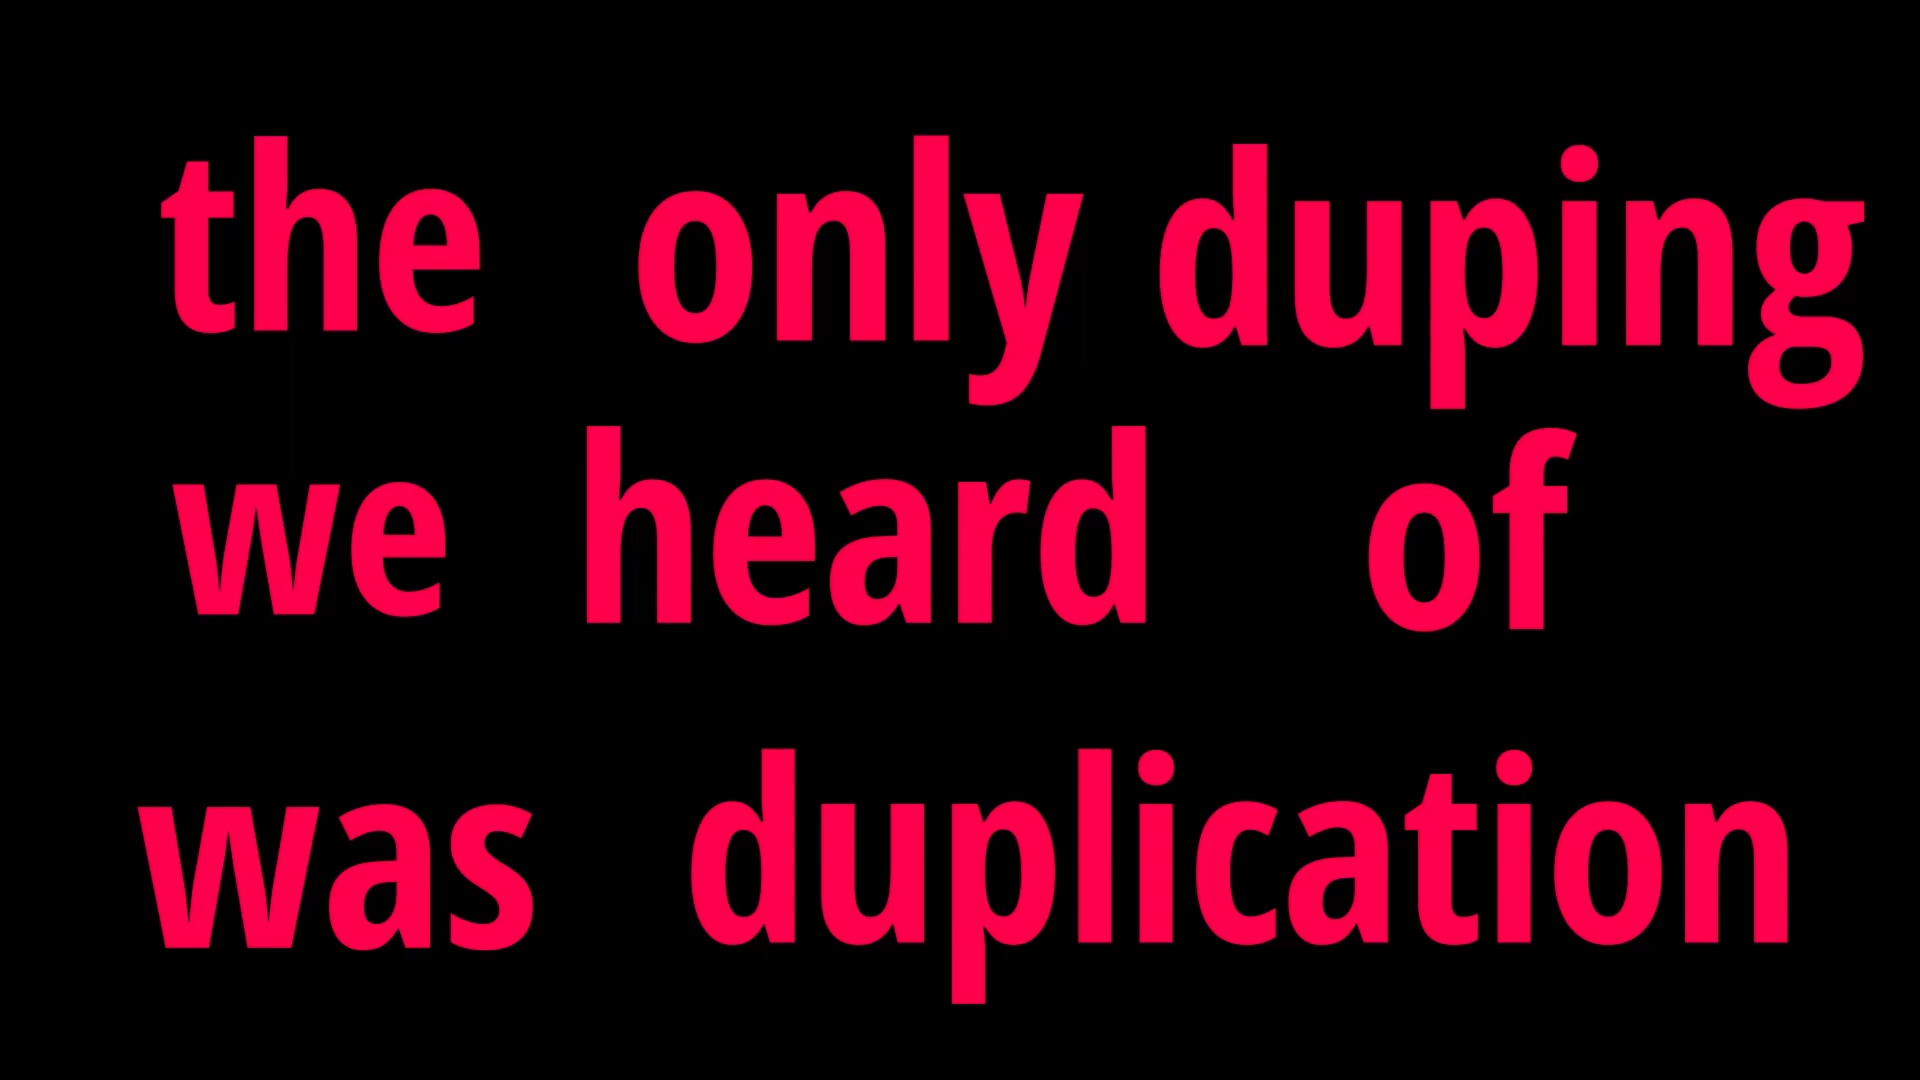 the only duping
we heard of
was duplication